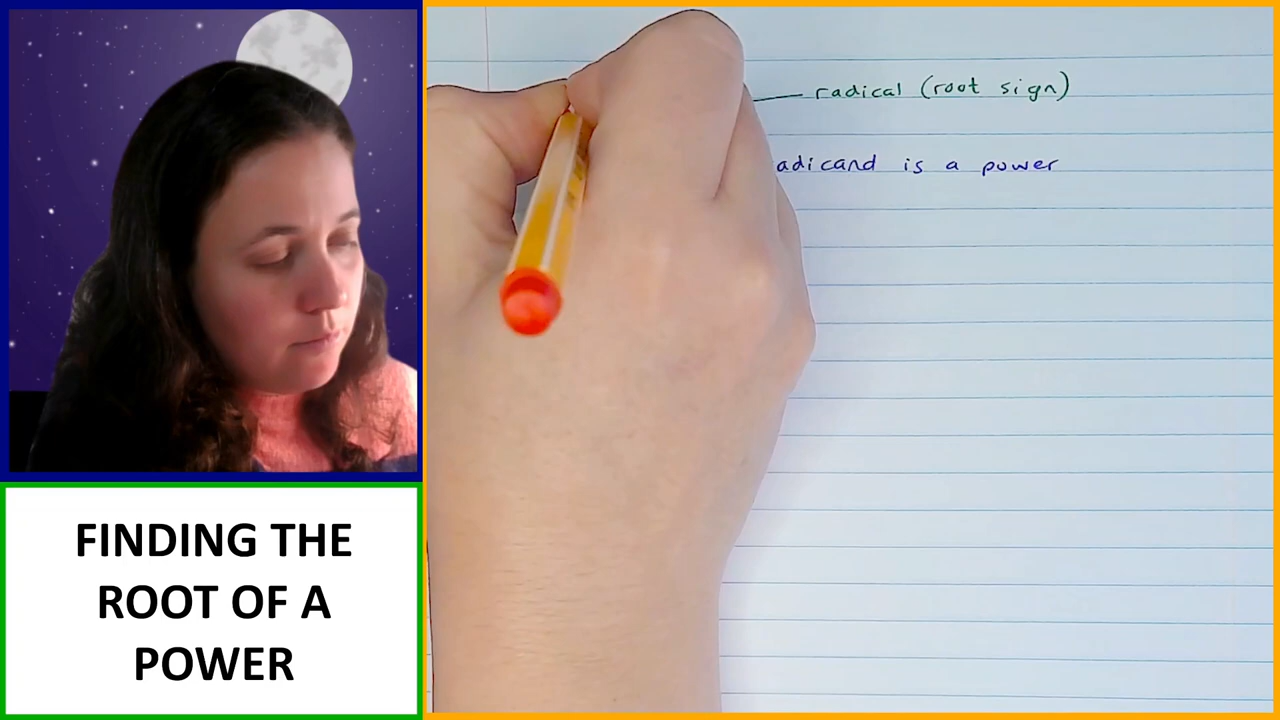 radical (root sign)
adicand is a power
FINDING THE
ROOT OF A
POWER